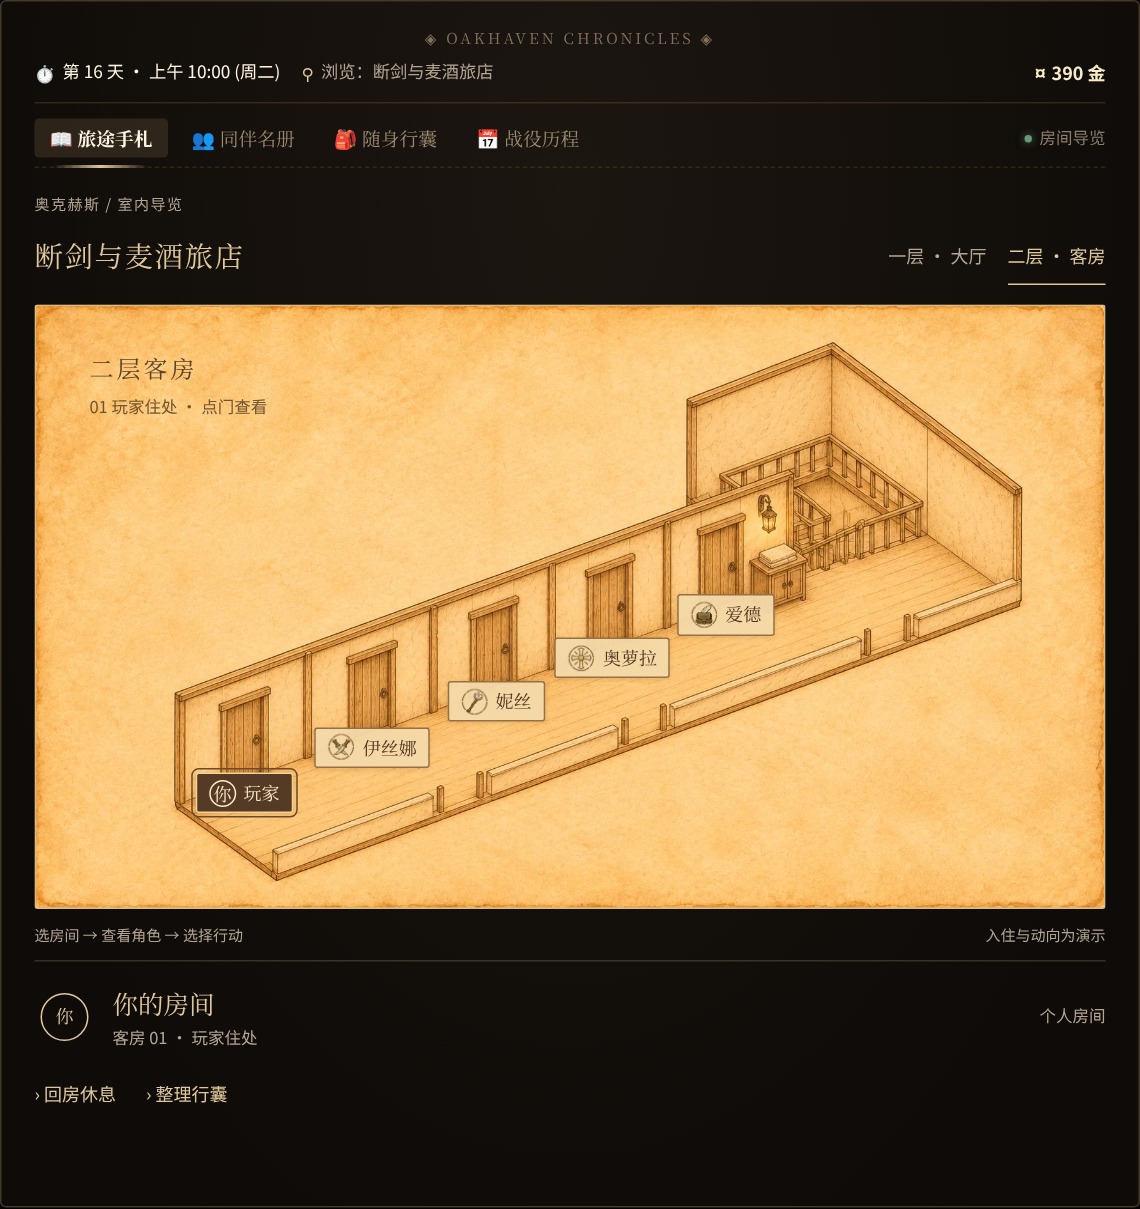 ◈ OAKHAVEN CHRONICLES ◈
第 16 天 • 上午 10:00 (周二) 浏览：断剑与麦酒旅店 ¤ 390 金
旅途手札 同伴名册 随身行囊 战役历程 房间导览
奥克赫斯 / 室内导览
断剑与麦酒旅店 一层 • 大厅 二层 • 客房
二层客房
01 玩家住处 • 点门查看
爱德
奥萝拉
妮丝
伊丝娜
你 玩家
选房间 → 查看角色 → 选择行动 入住与动向为演示
你 你的房间
客房 01 • 玩家住处 个人房间
› 回房休息 › 整理行囊